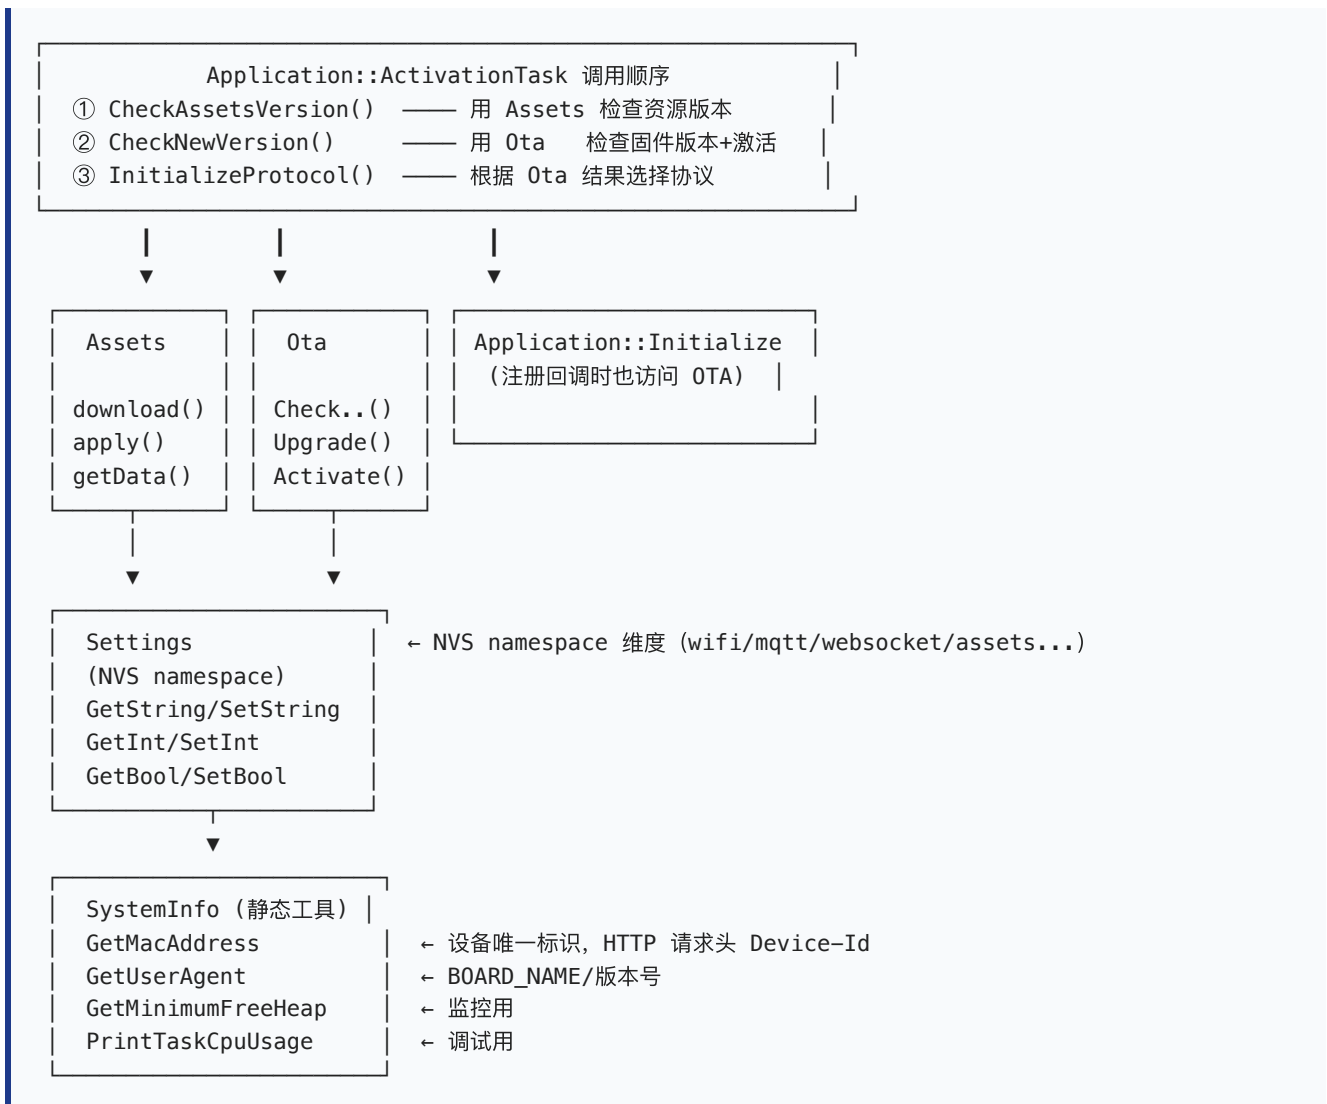 Application::ActivationTask 调用顺序
① CheckAssetsVersion() ──── 用 Assets 检查资源版本
② CheckNewVersion() ──── 用 Ota 检查固件版本+激活
③ InitializeProtocol() ──── 根据 Ota 结果选择协议
Assets
download()
apply()
getData()
Ota
Check..()
Upgrade()
Activate()
Application::Initialize
(注册回调时也访问 OTA)
Settings ← NVS namespace 维度（wifi/mqtt/websocket/assets...）
(NVS namespace)
GetString/SetString
GetInt/SetInt
GetBool/SetBool
SystemInfo (静态工具)
GetMacAddress ← 设备唯一标识，HTTP 请求头 Device-Id
GetUserAgent ← BOARD_NAME/版本号
GetMinimumFreeHeap ← 监控用
PrintTaskCpuUsage ← 调试用